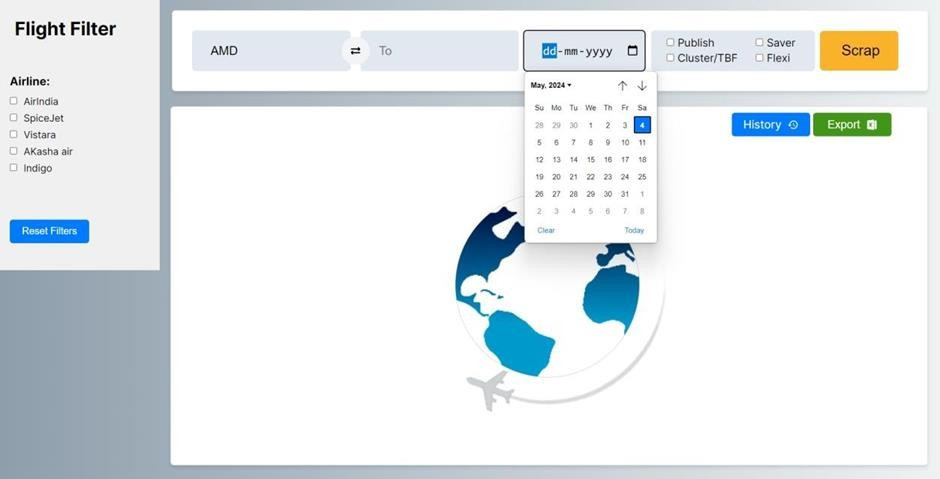 Flight Filter
Airline:
AirIndia
SpiceJet
Vistara
AKasha air
Indigo
Reset Filters
AMD
To
dd-mm-yyyy
Publish
Saver
Cluster/TBF
Flexi
Scrap
May, 2024
Su Mo Tu We Th Fr Sa
28 29 30 1 2 3 4
5 6 7 8 9 10 11
12 13 14 15 16 17 18
19 20 21 22 23 24 25
26 27 28 29 30 31 1
2 3 4 5 6 7 8
Clear
Today
History
Export